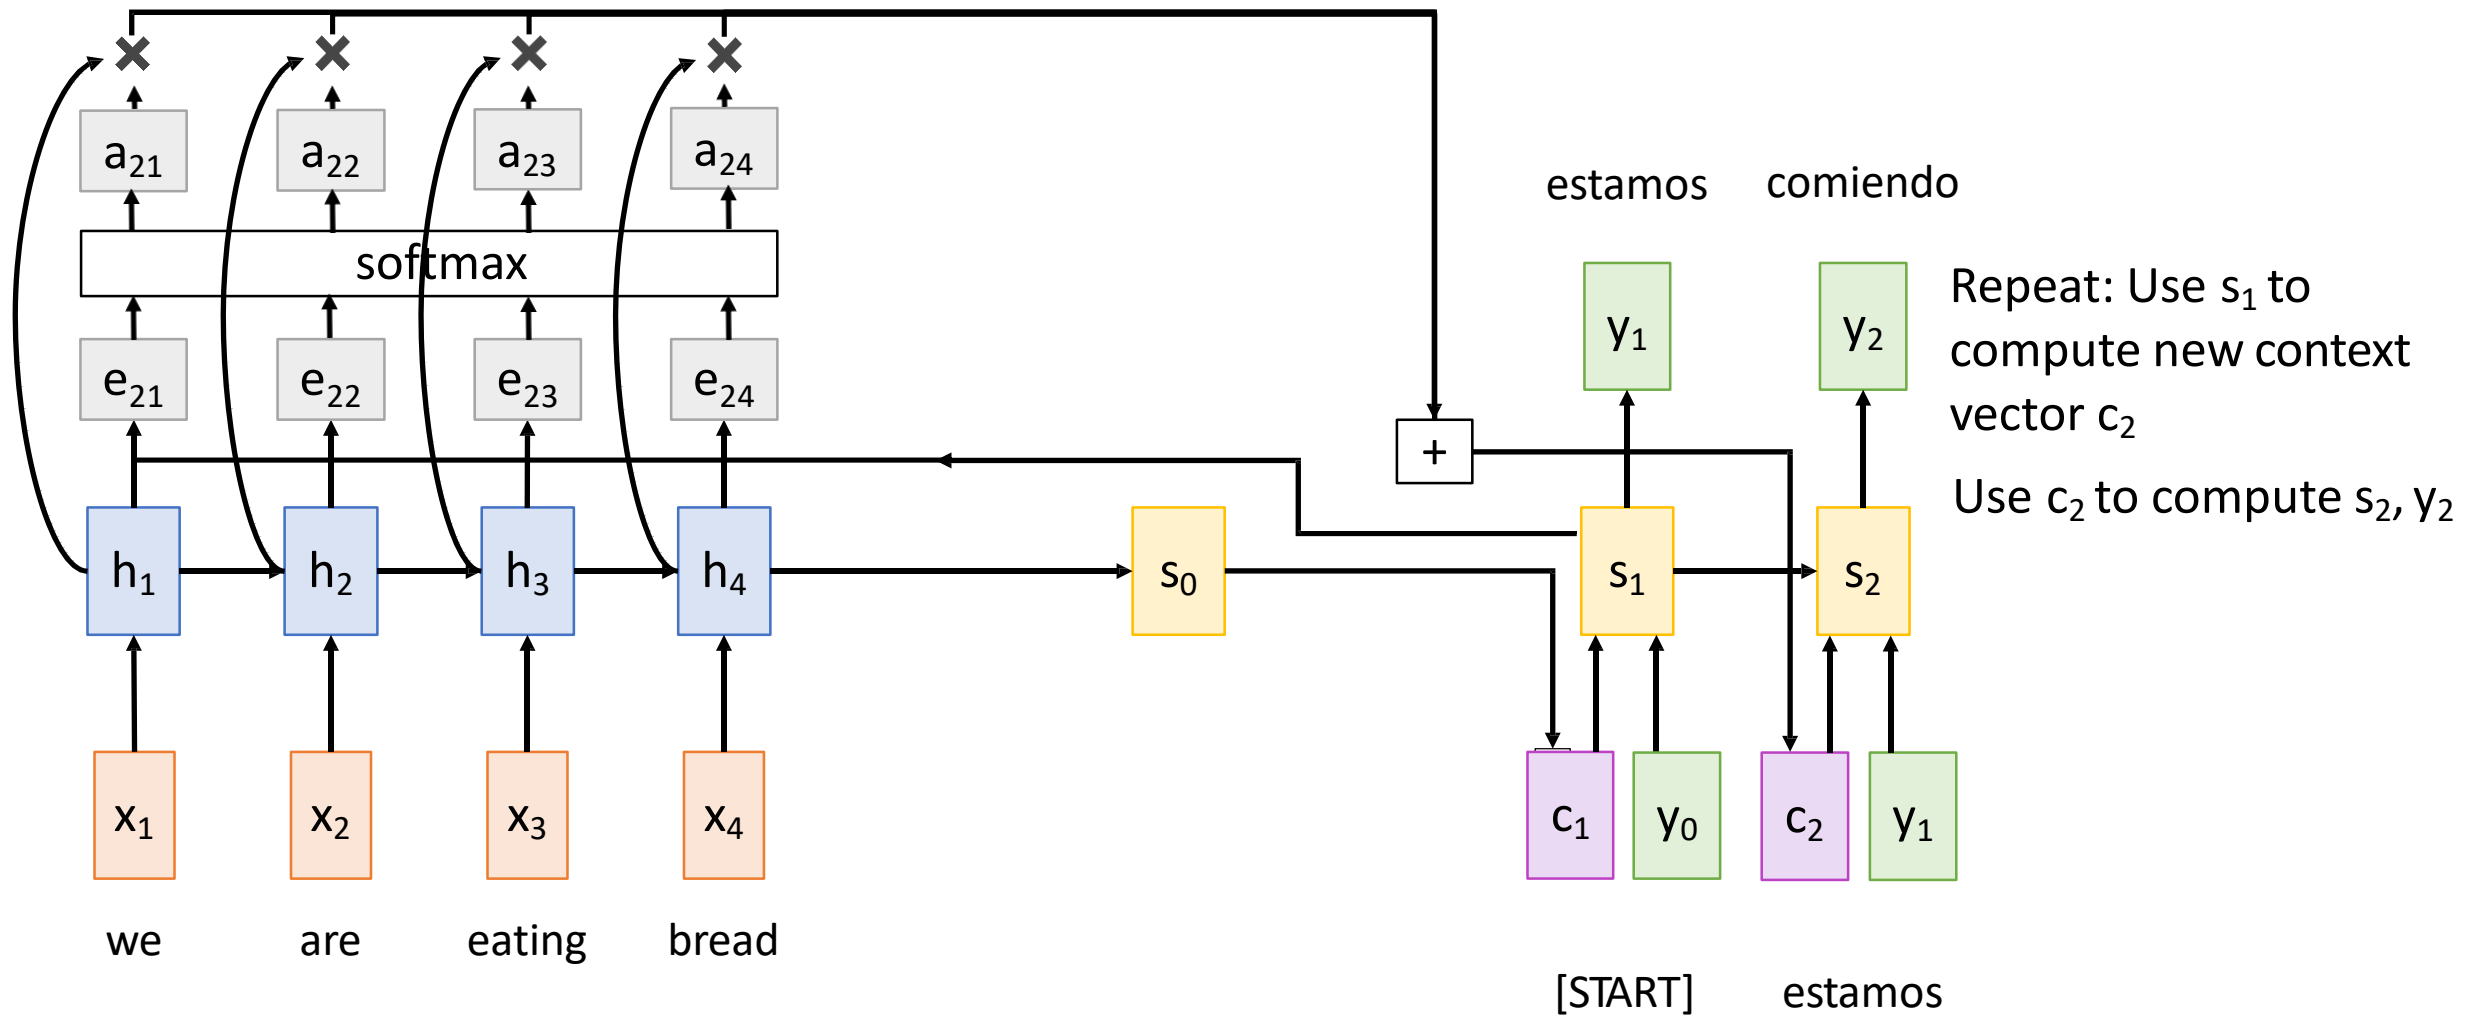 a₂₁ a₂₂ a₂₃ a₂₄
estamos comiendo
softmax
y₁ y₂
Repeat: Use s₁ to
compute new context
vector c₂
e₂₁ e₂₂ e₂₃ e₂₄
+
Use c₂ to compute s₂, y₂
h₁ h₂ h₃ h₄ s₀ s₁ s₂
x₁ x₂ x₃ x₄ c₁ y₀ c₂ y₁
we are eating bread
[START] estamos